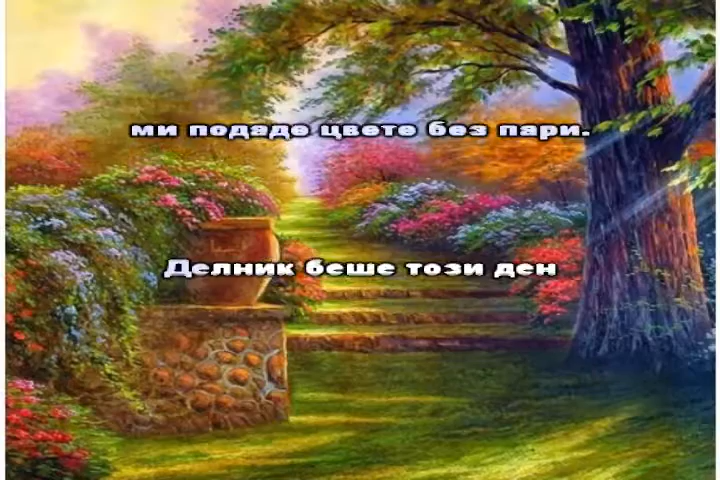 ми подаде цвете без пари.
Делник беше този ден